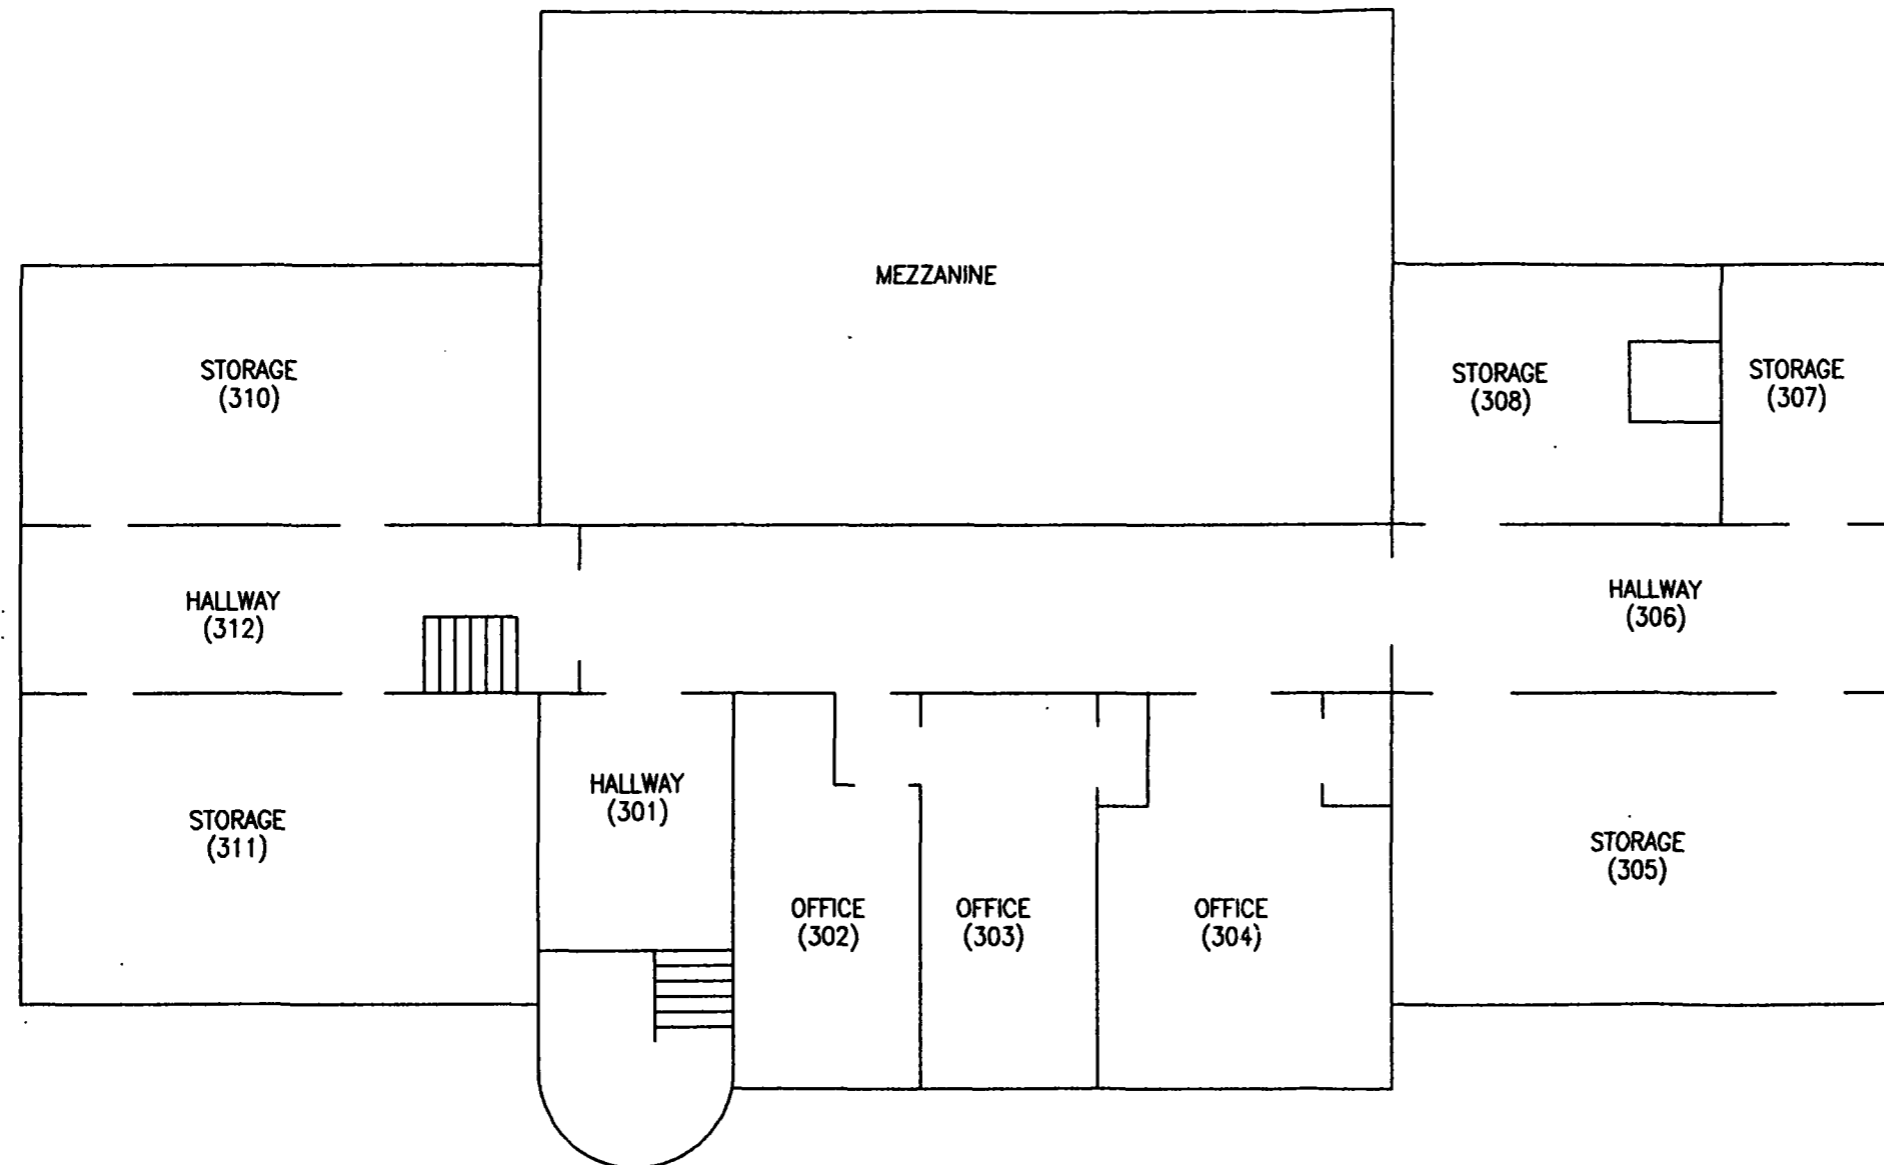 MEZZANINE
STORAGE
(310)
STORAGE
(308)
STORAGE
(307)
HALLWAY
(312)
HALLWAY
(306)
STORAGE
(311)
HALLWAY
(301)
OFFICE
(302)
OFFICE
(303)
OFFICE
(304)
STORAGE
(305)